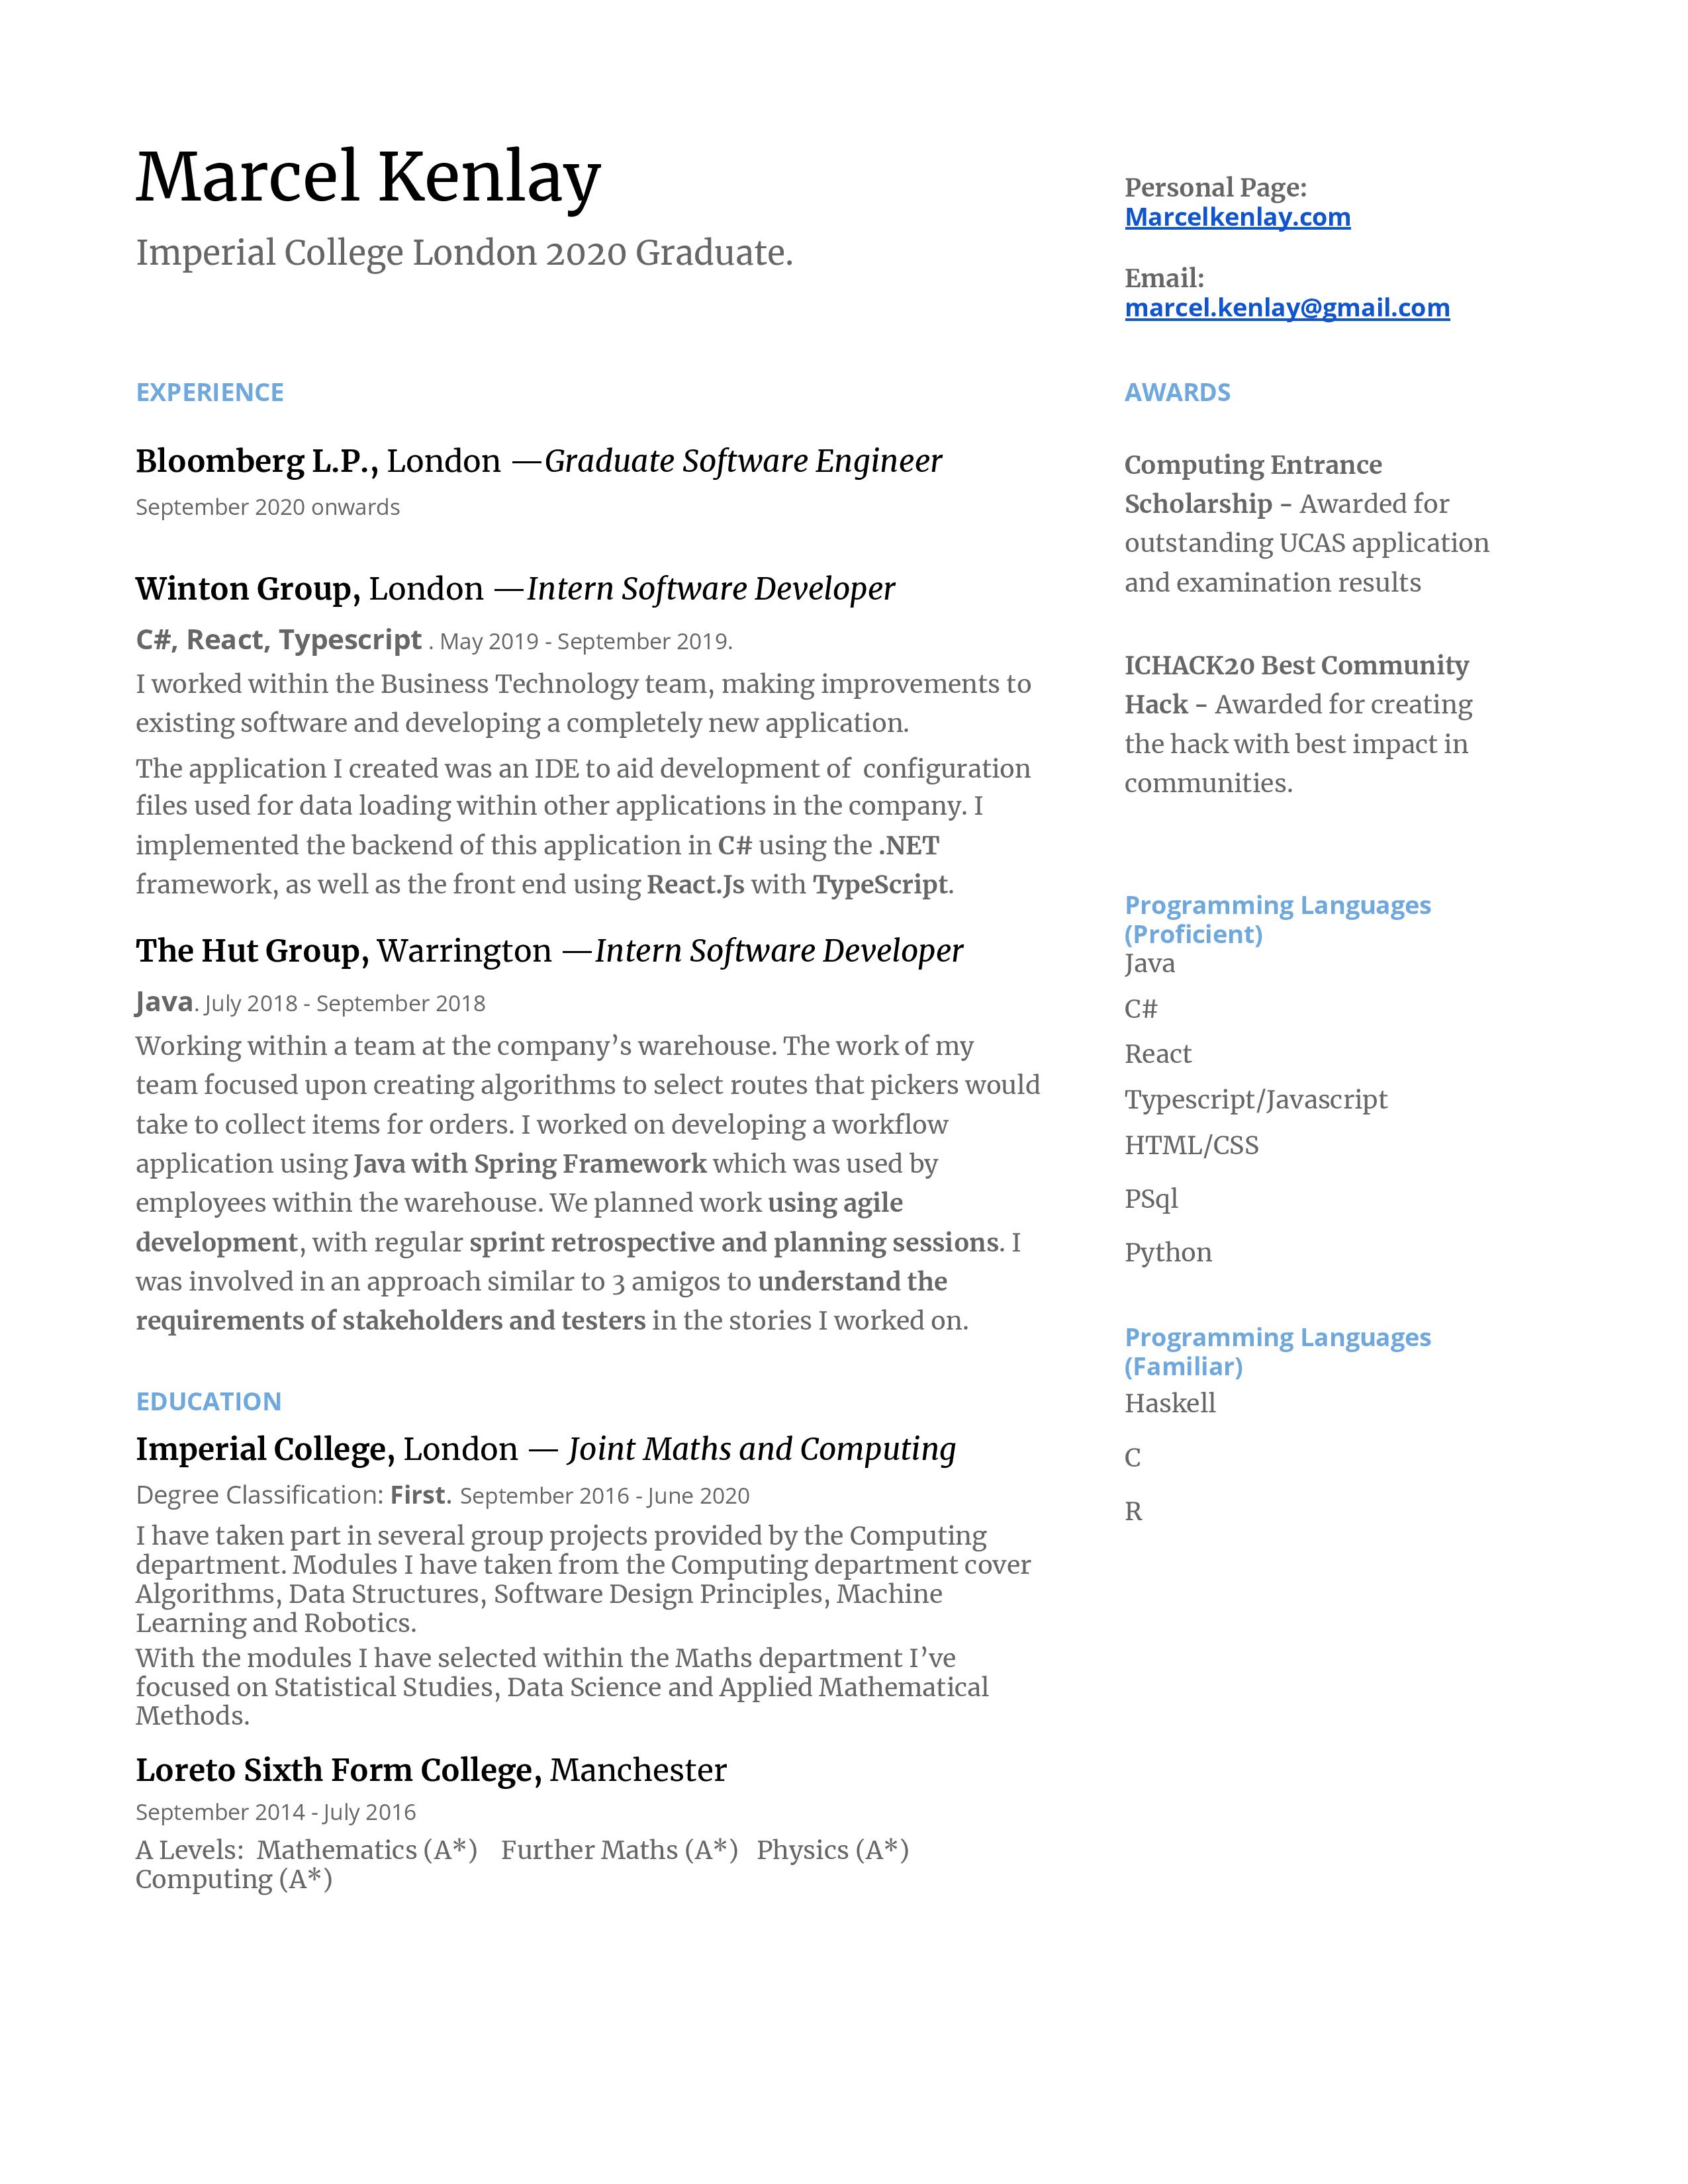 Marcel Kenlay
Imperial College London 2020 Graduate.
Personal Page:
Marcelkenlay.com
Email:
marcel.kenlay@gmail.com
EXPERIENCE
Bloomberg L.P., London —Graduate Software Engineer
September 2020 onwards
Winton Group, London —Intern Software Developer
C#, React, Typescript . May 2019 - September 2019.
I worked within the Business Technology team, making improvements to
existing software and developing a completely new application.
The application I created was an IDE to aid development of  configuration
files used for data loading within other applications in the company. I
implemented the backend of this application in C# using the .NET
framework, as well as the front end using React.Js with TypeScript.
The Hut Group, Warrington —Intern Software Developer
Java. July 2018 - September 2018
Working within a team at the company’s warehouse. The work of my
team focused upon creating algorithms to select routes that pickers would
take to collect items for orders. I worked on developing a workflow
application using Java with Spring Framework which was used by
employees within the warehouse. We planned work using agile
development, with regular sprint retrospective and planning sessions. I
was involved in an approach similar to 3 amigos to understand the
requirements of stakeholders and testers in the stories I worked on.
EDUCATION
Imperial College, London — Joint Maths and Computing
Degree Classification: First. September 2016 - June 2020
I have taken part in several group projects provided by the Computing
department. Modules I have taken from the Computing department cover
Algorithms, Data Structures, Software Design Principles, Machine
Learning and Robotics.
With the modules I have selected within the Maths department I’ve
focused on Statistical Studies, Data Science and Applied Mathematical
Methods.
Loreto Sixth Form College, Manchester
September 2014 - July 2016
A Levels:  Mathematics (A*)   Further Maths (A*)   Physics (A*)
Computing (A*)
AWARDS
Computing Entrance
Scholarship - Awarded for
outstanding UCAS application
and examination results
ICHACK20 Best Community
Hack - Awarded for creating
the hack with best impact in
communities.
Programming Languages
(Proficient)
Java
C#
React
Typescript/Javascript
HTML/CSS
PSql
Python
Programming Languages
(Familiar)
Haskell
C
R